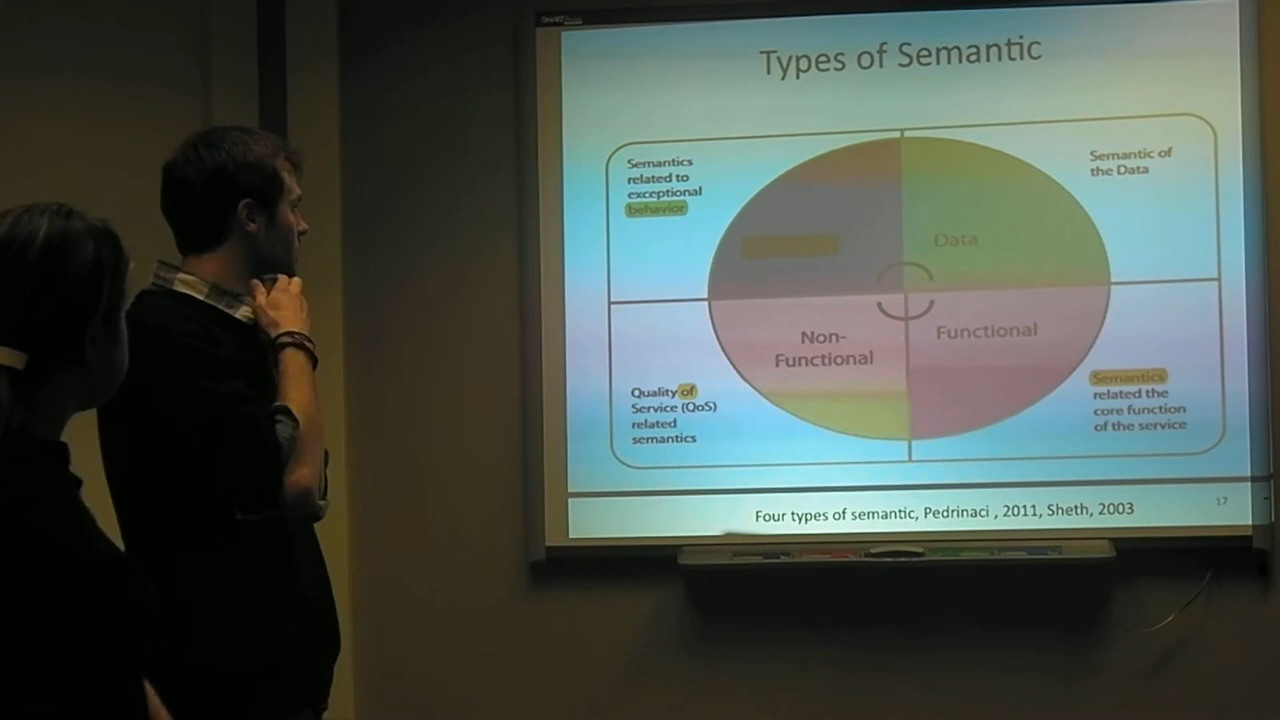 Types of Semantic
Semantics
related to
exceptional
behavior
Semantic of
the Data
Data
Non-
Functional
Functional
Quality of
Service (QoS)
related
semantics
Semantics
related the
core function
of the service
Four types of semantic, Pedrinaci , 2011, Sheth, 2003
17